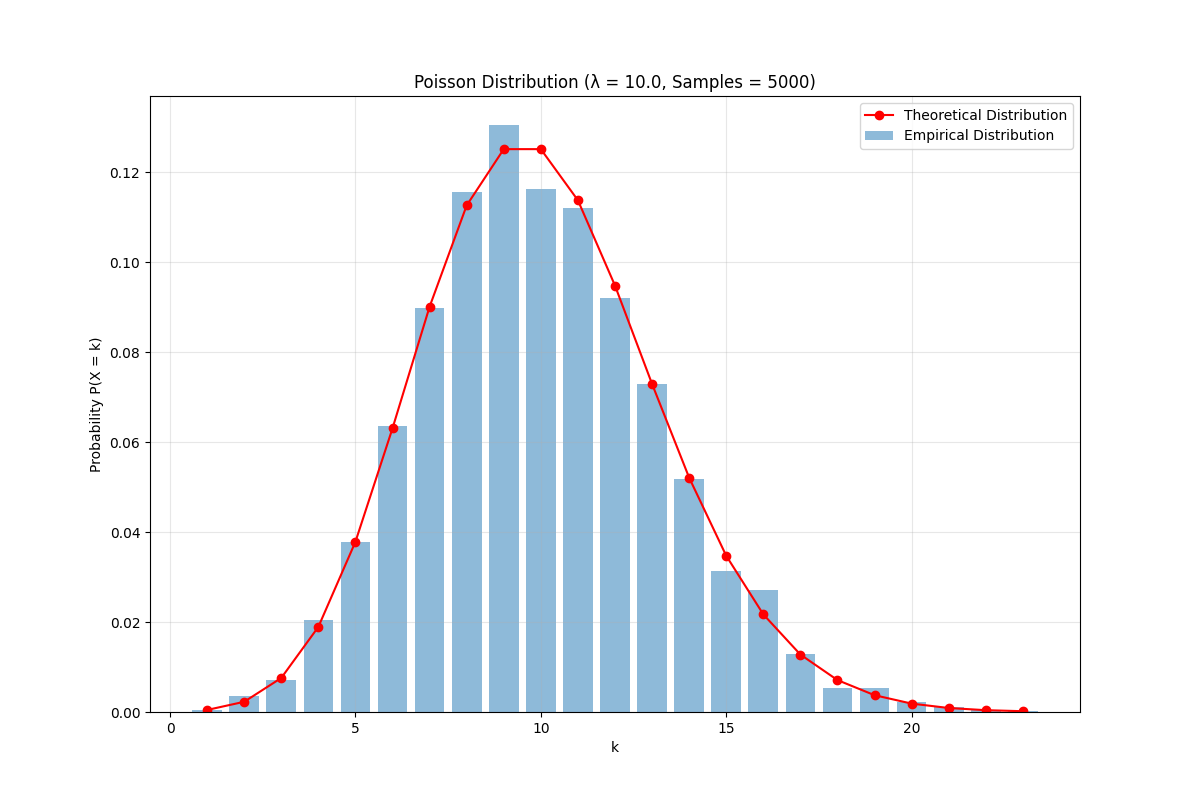 Poisson Distribution (λ = 10.0, Samples = 5000)
Theoretical Distribution
Empirical Distribution
0.12
0.10
0.08
0.06
0.04
0.02
0.00
Probability P(X = k)
0 5 10 15 20
k